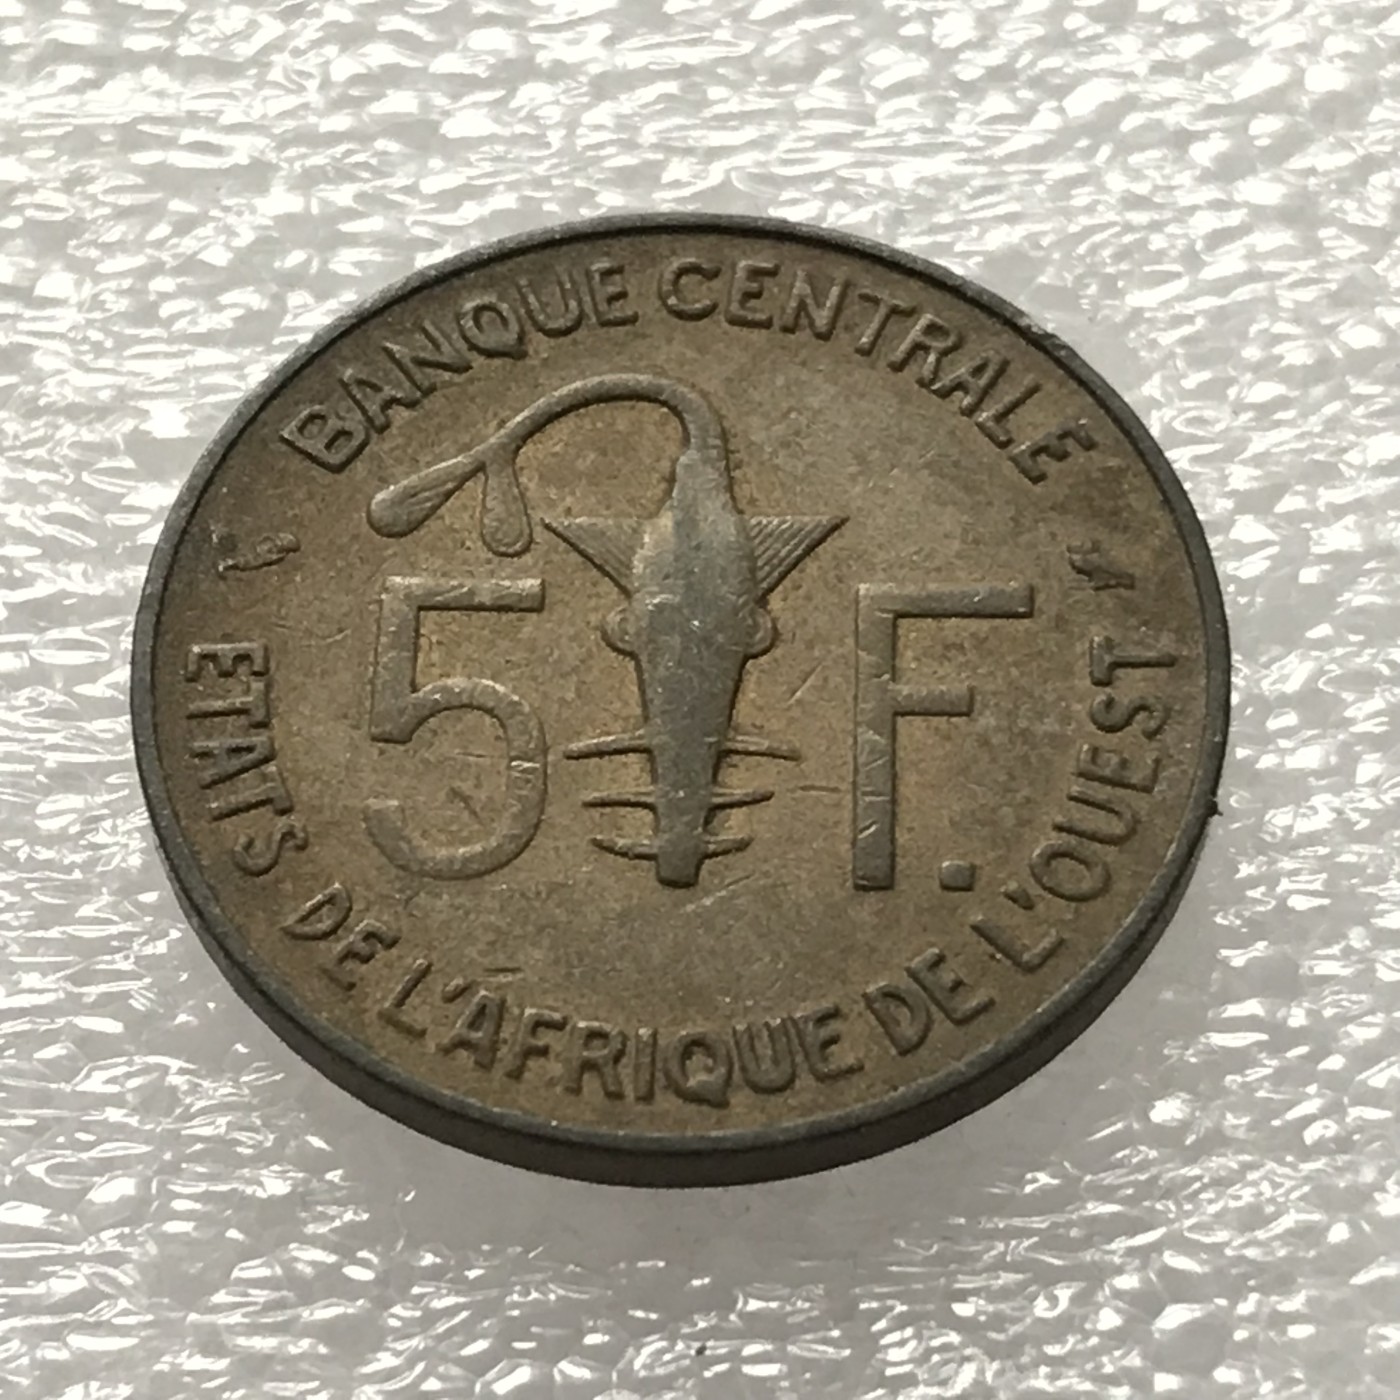 BANQUE CENTRALE
5 F.
ETATS DE L'AFRIQUE DE L'OUEST